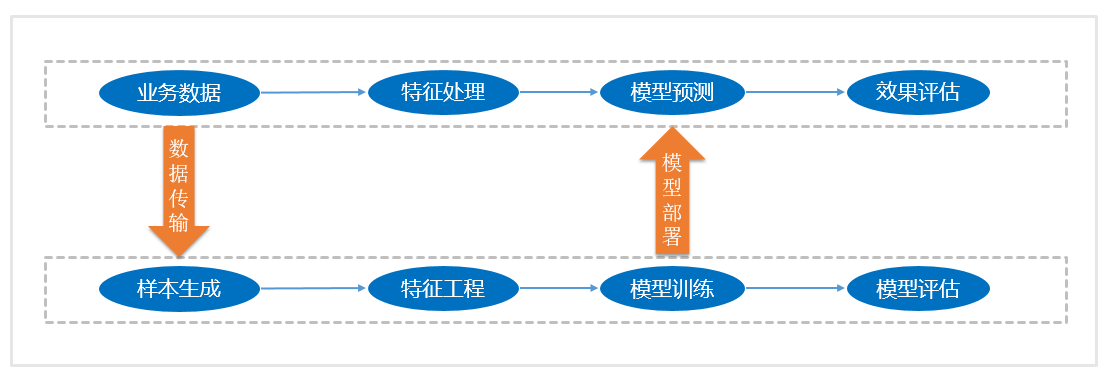 业务数据
特征处理
模型预测
效果评估
数据传输
模型部署
样本生成
特征工程
模型训练
模型评估